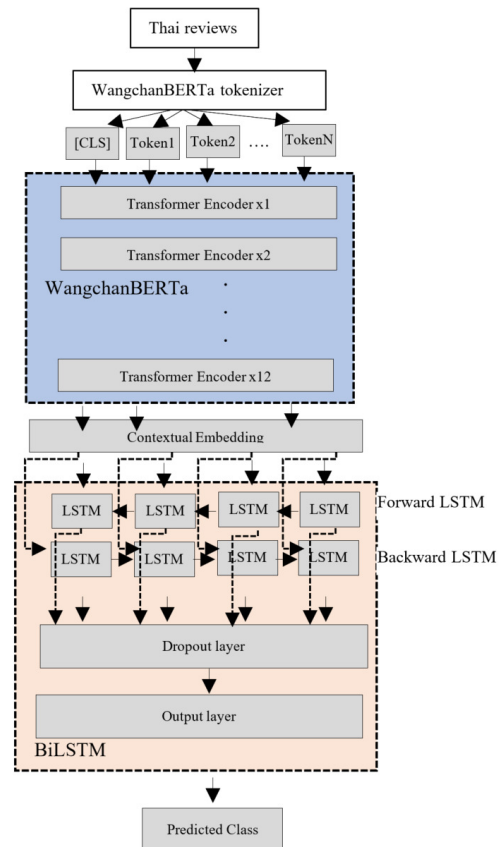 Thai reviews
WangchanBERTa tokenizer
[CLS] Token1 Token2 .... TokenN
Transformer Encoder x1
Transformer Encoder x2
WangchanBERTa
Transformer Encoder x12
Contextual Embedding
LSTM LSTM LSTM LSTM Forward LSTM
LSTM LSTM LSTM LSTM Backward LSTM
Dropout layer
Output layer
BiLSTM
Predicted Class